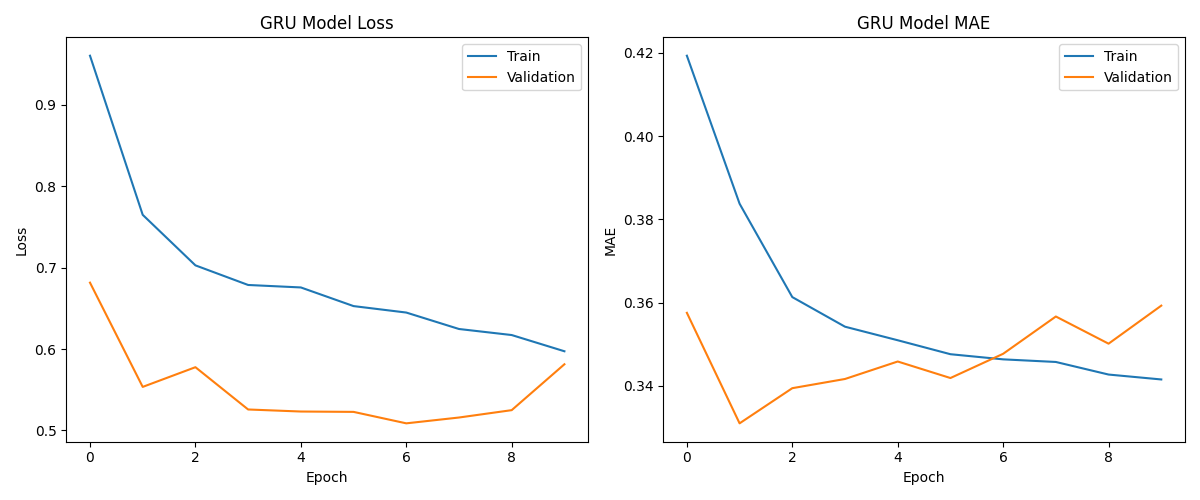 GRU Model Loss
Train
Validation
0.9
0.8
0.7
0.6
0.5
Loss
0 2 4 6 8
Epoch
GRU Model MAE
Train
Validation
0.42
0.40
0.38
0.36
0.34
MAE
0 2 4 6 8
Epoch